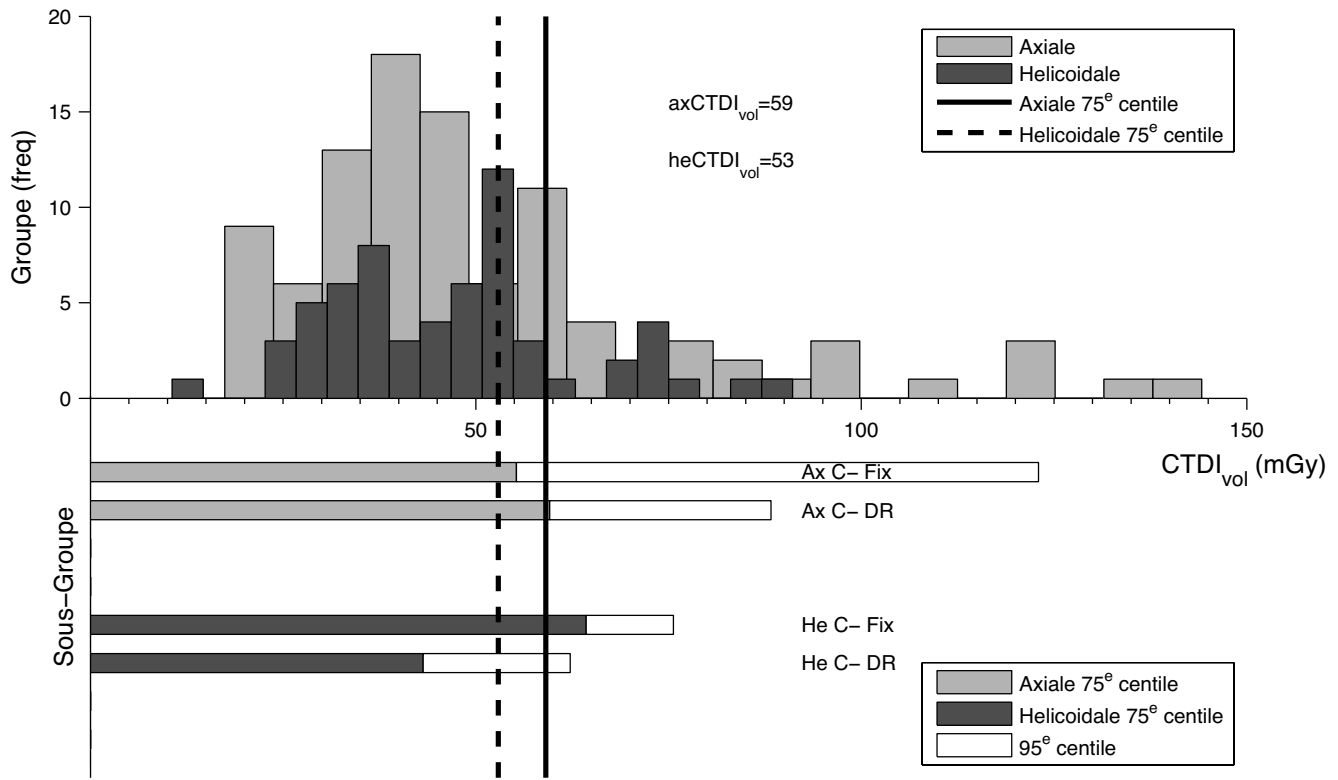 20
15
10
5
0
Groupe (freq)
axCTDIvol=59
heCTDIvol=53
Axiale
Helicoidale
Axiale 75e centile
Helicoidale 75e centile
50
100
150
CTDIvol (mGy)
Sous-Groupe
Ax C- Fix
Ax C- DR
He C- Fix
He C- DR
Axiale 75e centile
Helicoidale 75e centile
95e centile